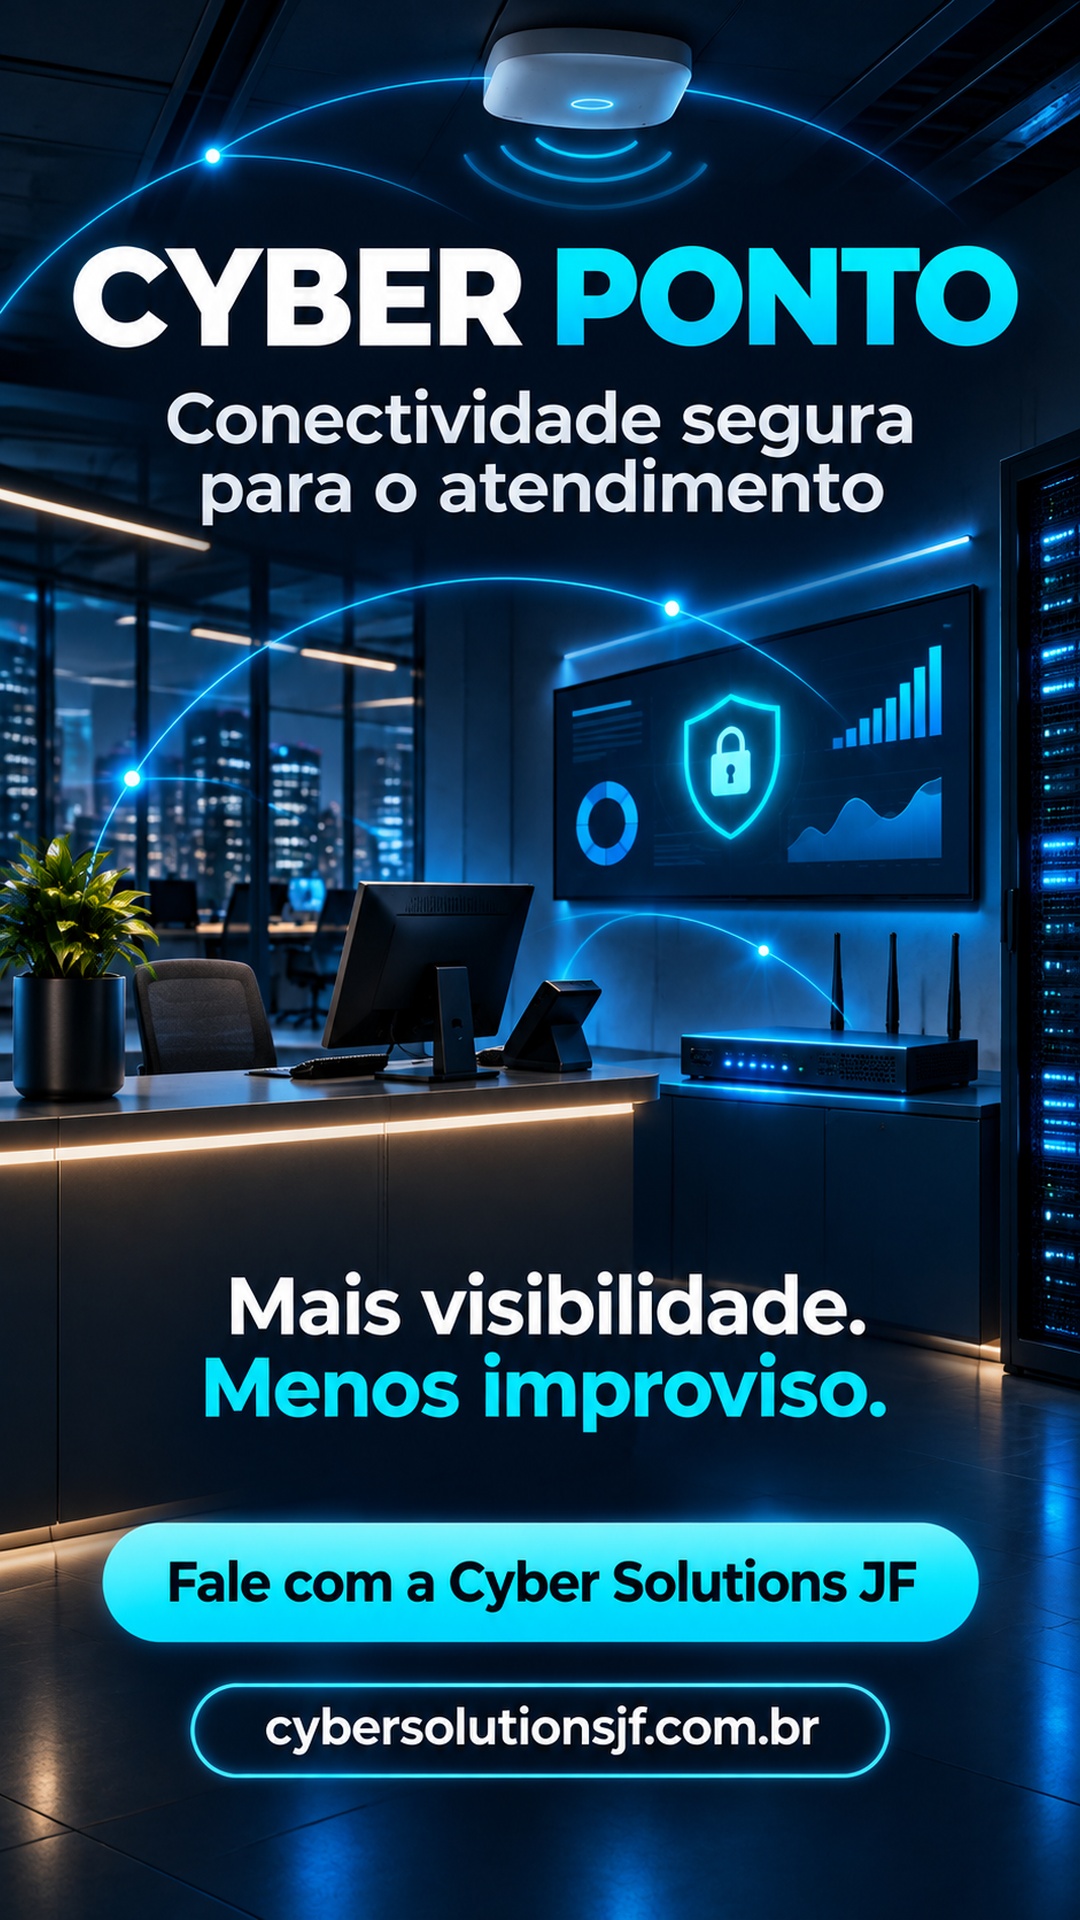 CYBER PONTO
Conectividade segura
para o atendimento
Mais visibilidade.
Menos improviso.
Fale com a Cyber Solutions JF
cybersolutionsjf.com.br